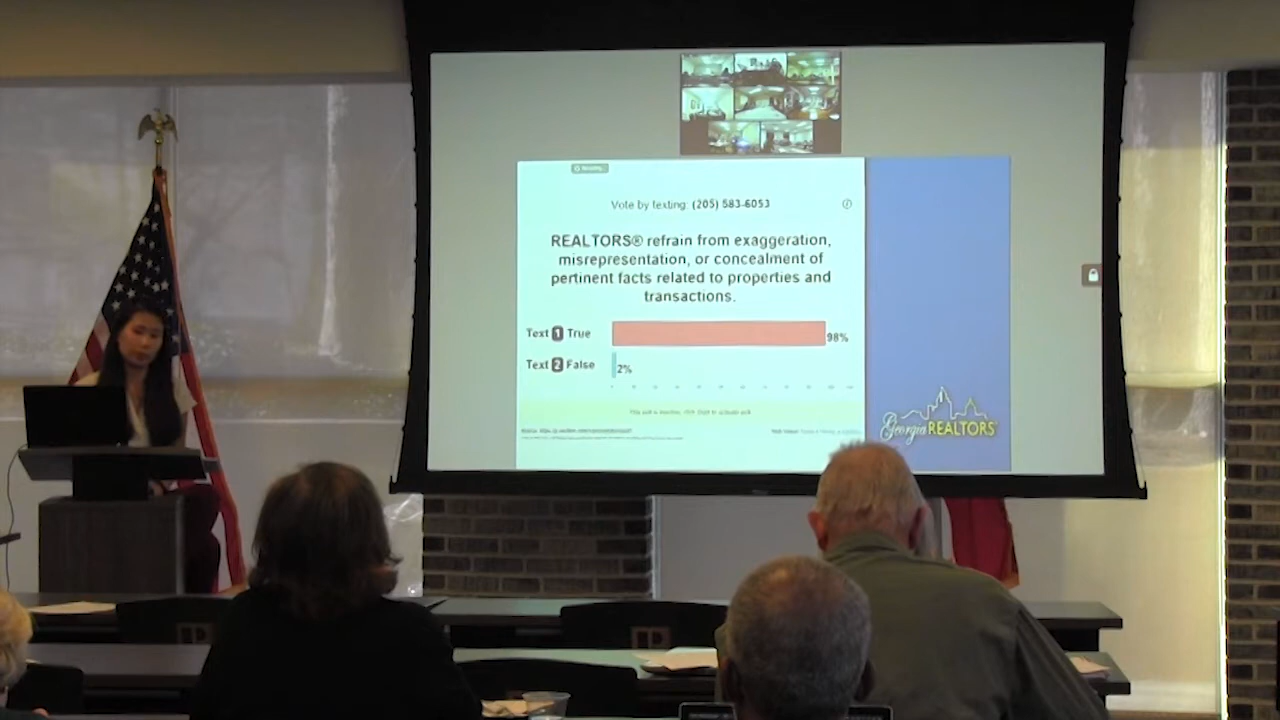 Vote by texting: (205) 583-6053
REALTORS® refrain from exaggeration,
misrepresentation, or concealment of
pertinent facts related to properties and
transactions.
Text 1 True
98%
Text 2 False
2%
Georgia REALTORS®